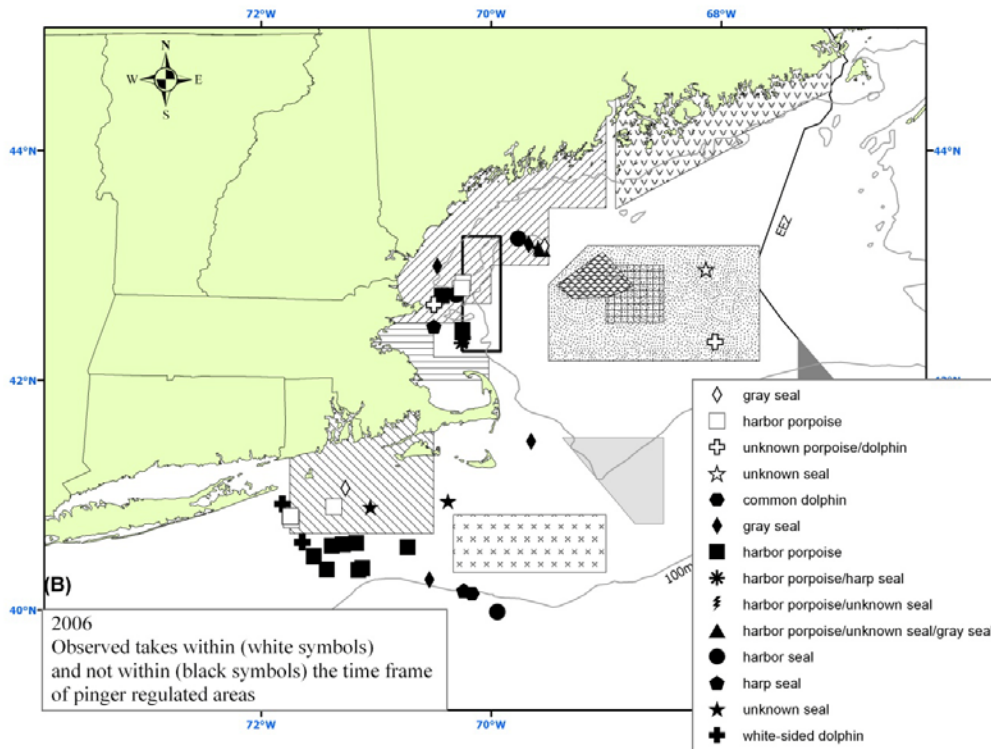 72°W 70°W 68°W
N
W E
S
44°N 44°N
EEZ
42°N
gray seal
harbor porpoise
unknown porpoise/dolphin
unknown seal
common dolphin
gray seal
harbor porpoise
harbor porpoise/harp seal
harbor porpoise/unknown seal
harbor porpoise/unknown seal/gray seal
harbor seal
harp seal
unknown seal
white-sided dolphin
100m
(B)
40°N
2006
Observed takes within (white symbols)
and not within (black symbols) the time frame
of pinger regulated areas
72°W 70°W